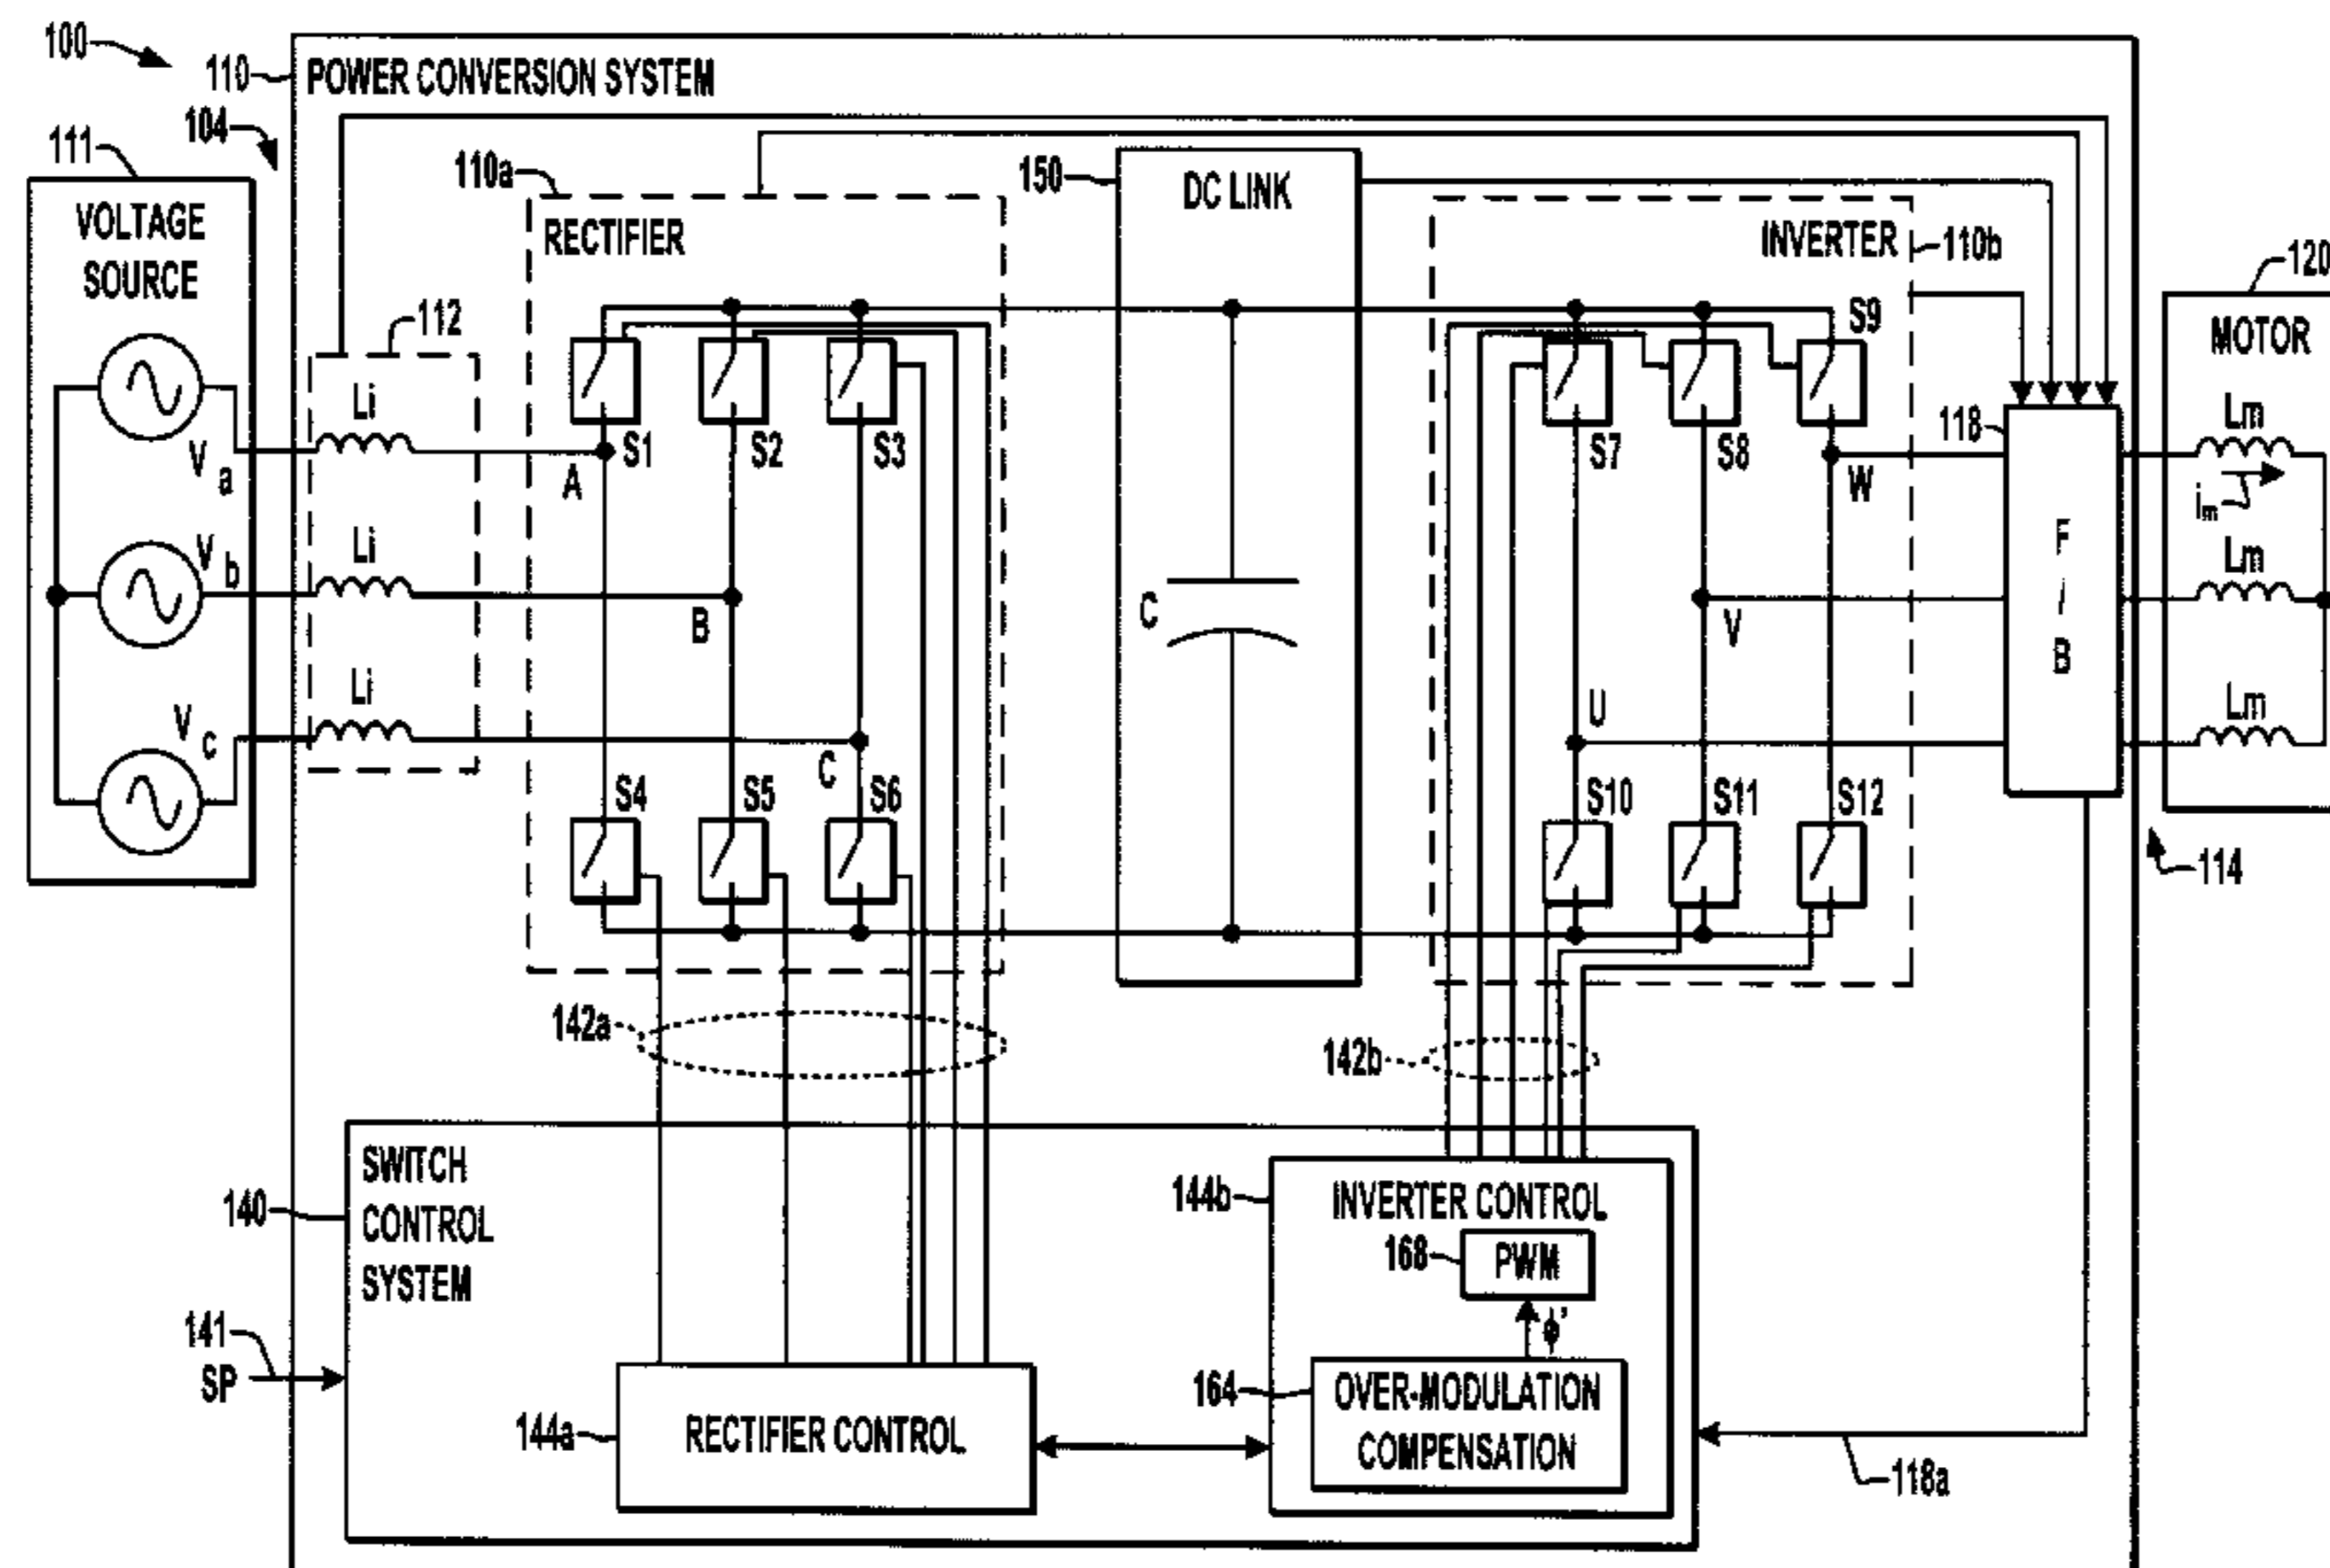 100
110
POWER CONVERSION SYSTEM
104
111
VOLTAGE
SOURCE
110a
RECTIFIER
150
DC LINK
INVERTER
110b
120
MOTOR
112
Li
Li
Li
V a
V b
V c
A
B
C
S1
S2
S3
S4
S5
S6
C
S7
S8
S9
S10
S11
S12
W
V
U
118
F
/
B
Lm
im
Lm
Lm
114
142a
142b
140
SWITCH
CONTROL
SYSTEM
141
SP
144a
RECTIFIER CONTROL
144b
INVERTER CONTROL
168
PWM
ϕ'
164
OVER-MODULATION
COMPENSATION
118a